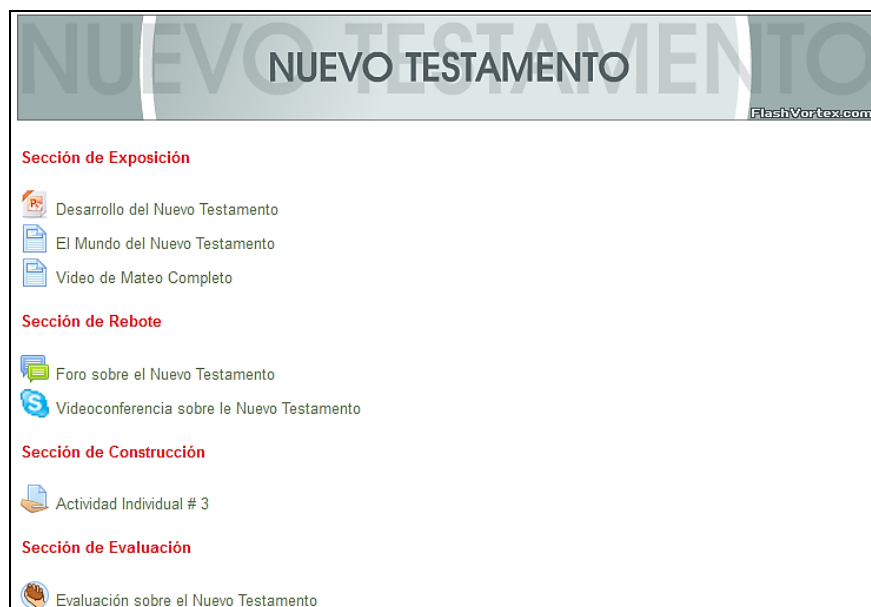 NUEVO TESTAMENTO
NUEVO TESTAMENTO
FlashVortex.com
Sección de Exposición
Desarrollo del Nuevo Testamento
El Mundo del Nuevo Testamento
Video de Mateo Completo
Sección de Rebote
Foro sobre el Nuevo Testamento
Videoconferencia sobre le Nuevo Testamento
Sección de Construcción
Actividad Individual # 3
Sección de Evaluación
Evaluación sobre el Nuevo Testamento